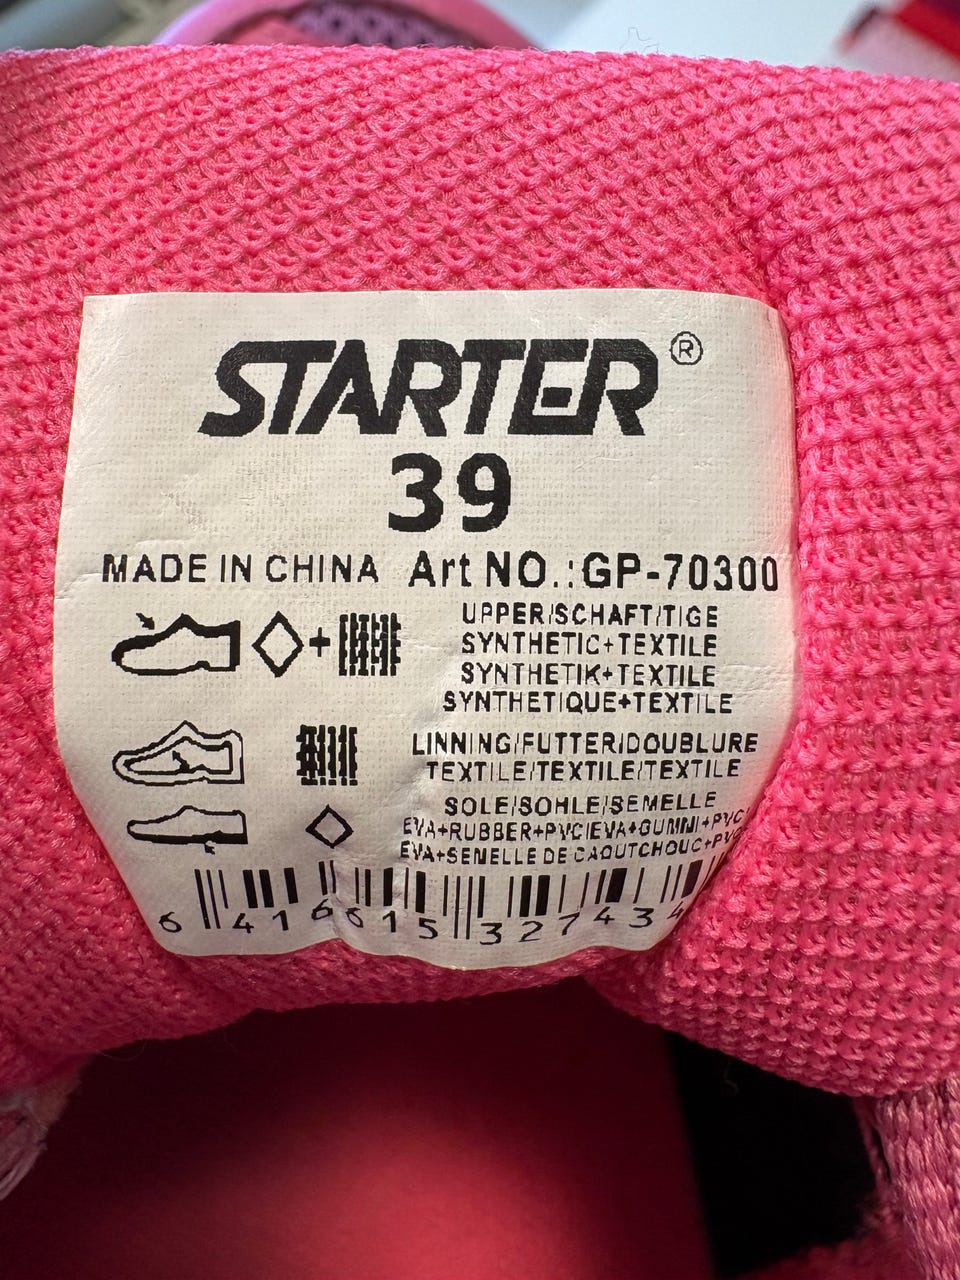 STARTER®
39
MADE IN CHINA Art NO.:GP-70300
UPPER/SCHAFT/TIGE
SYNTHETIC+TEXTILE
SYNTHETIK+TEXTILE
SYNTHETIQUE+TEXTILE
LINNING/FUTTER/DOUBLURE
TEXTILE/TEXTILE/TEXTILE
SOLE/SOHLE/SEMELLE
EVA+RUBBER+PVC/EVA+GUMMI+PVC/
EVA+SEMELLE DE CAOUTCHOUC+PVC
6 416615 327434